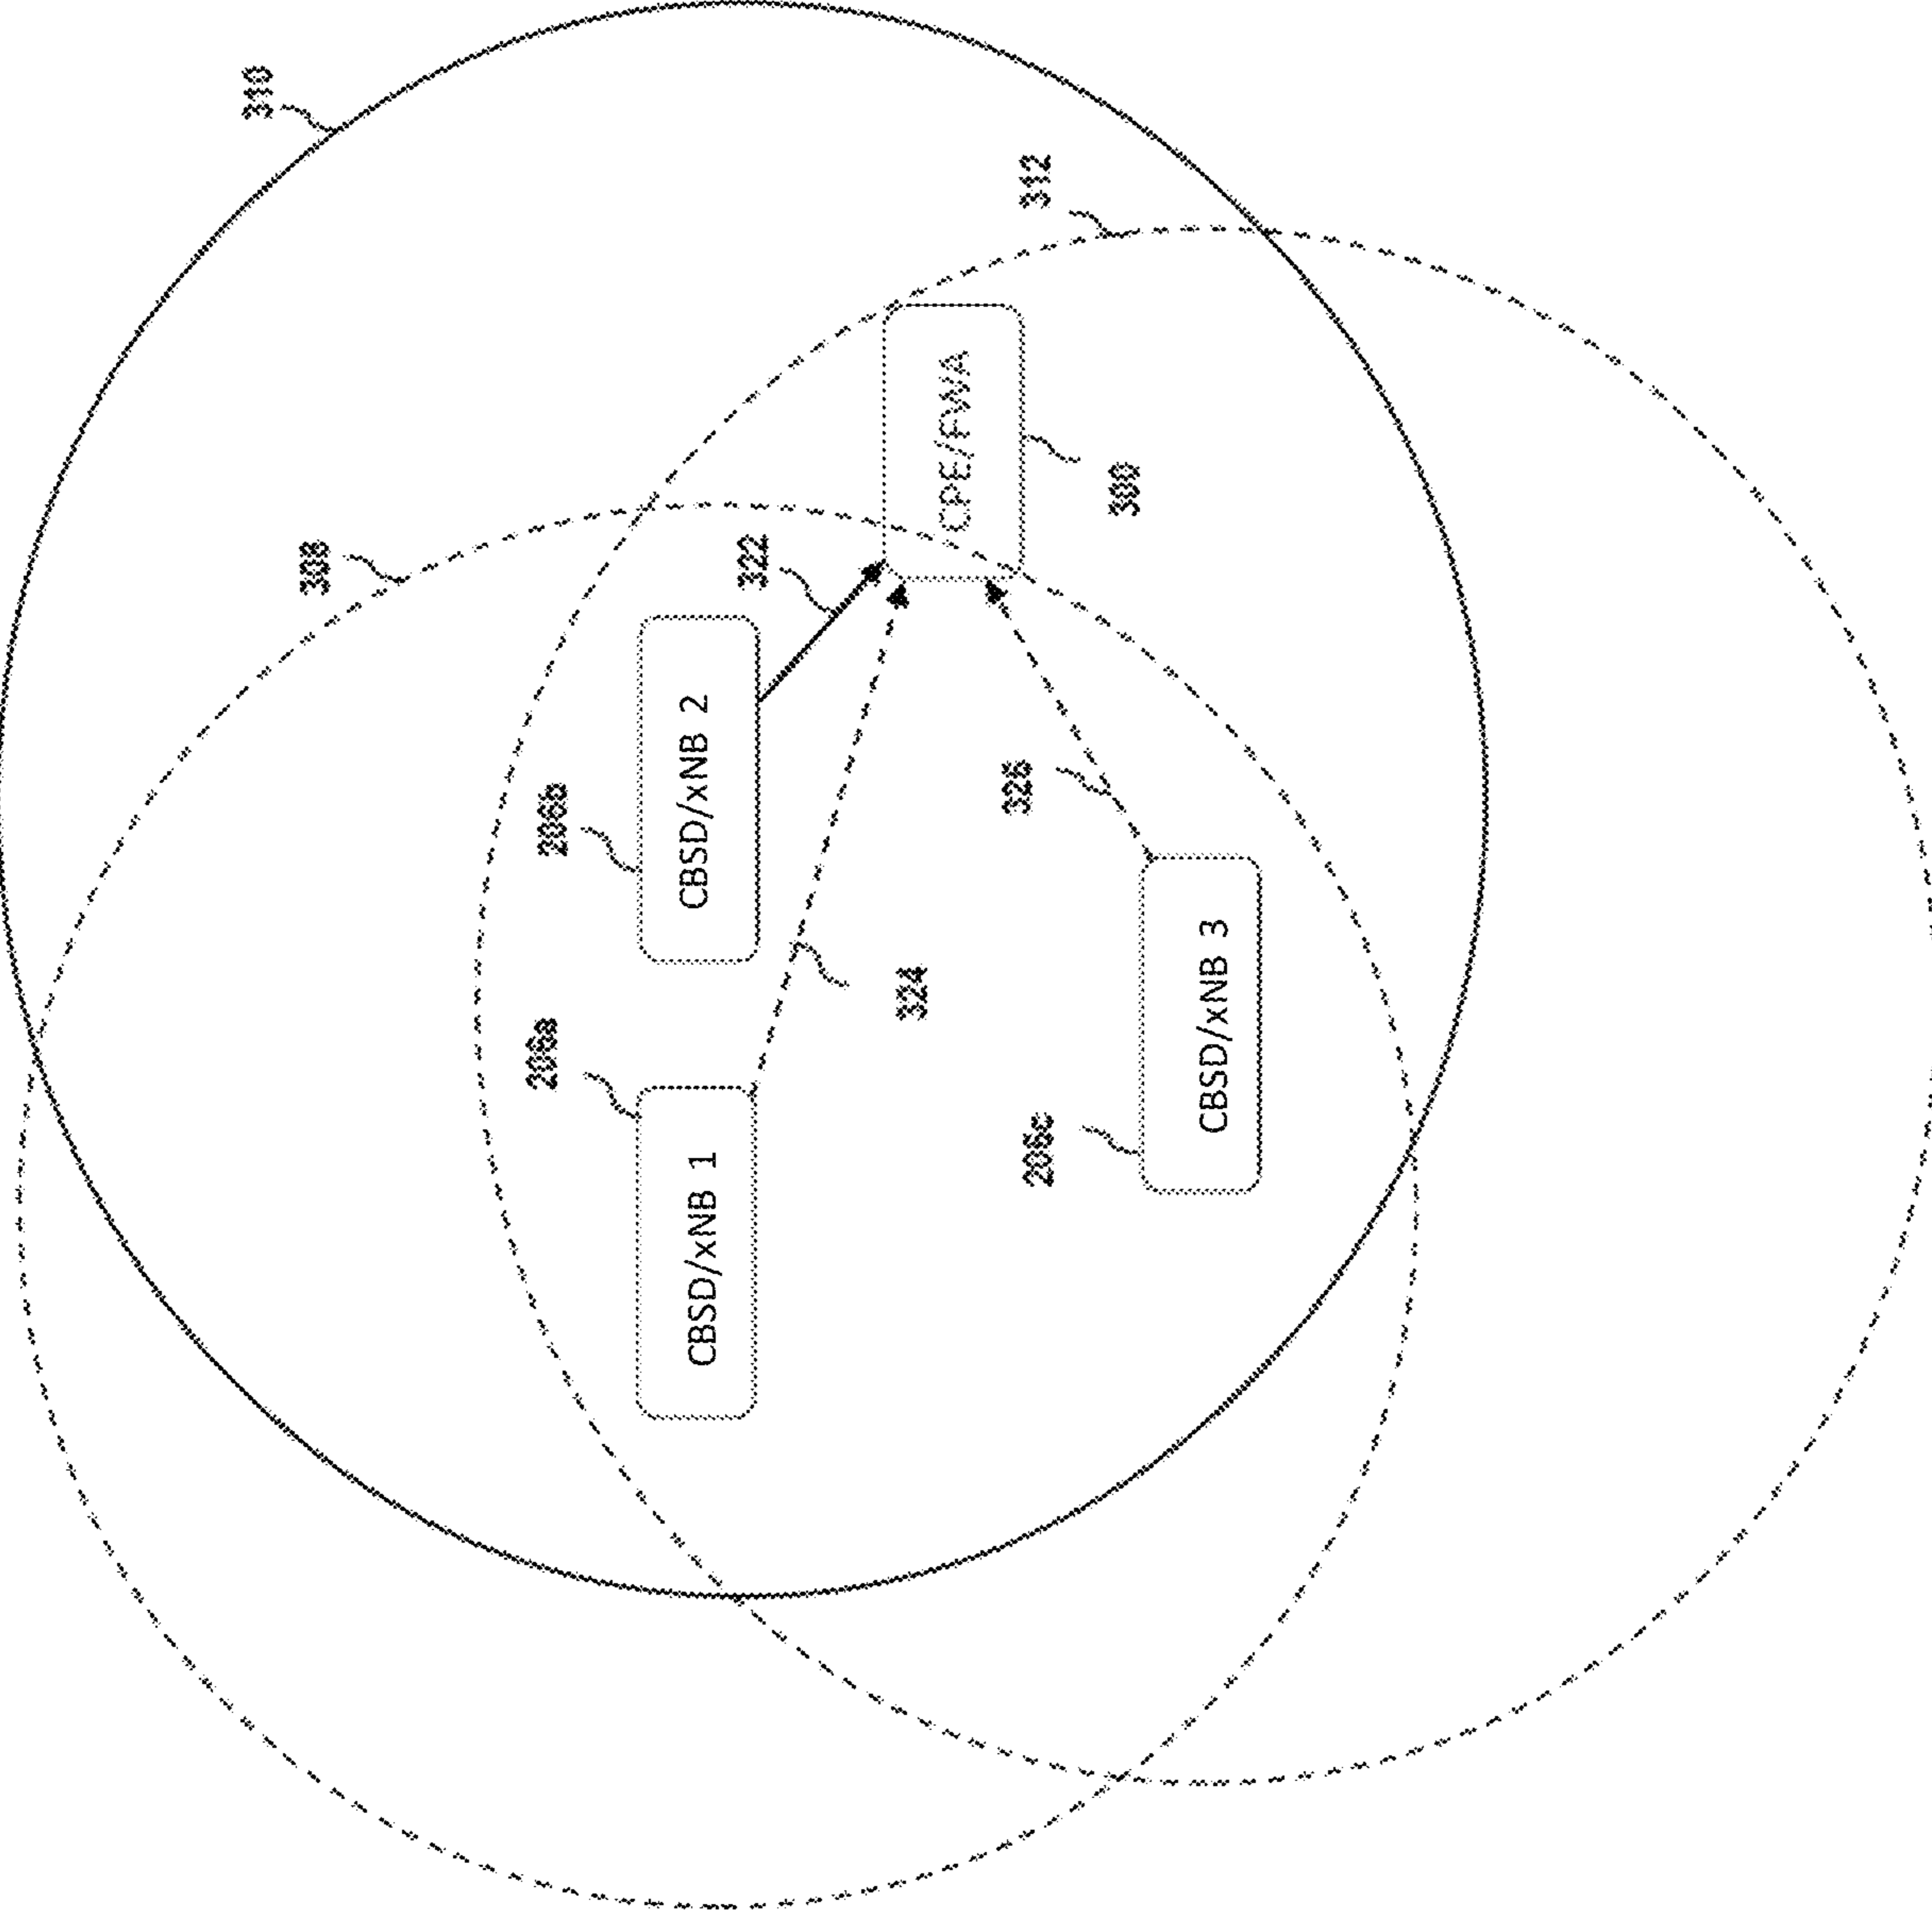 310
308
206a
206b
CBSD/xNB 1
CBSD/xNB 2
322
324
CPE/FWA
206c
326
312
300
CBSD/xNB 3